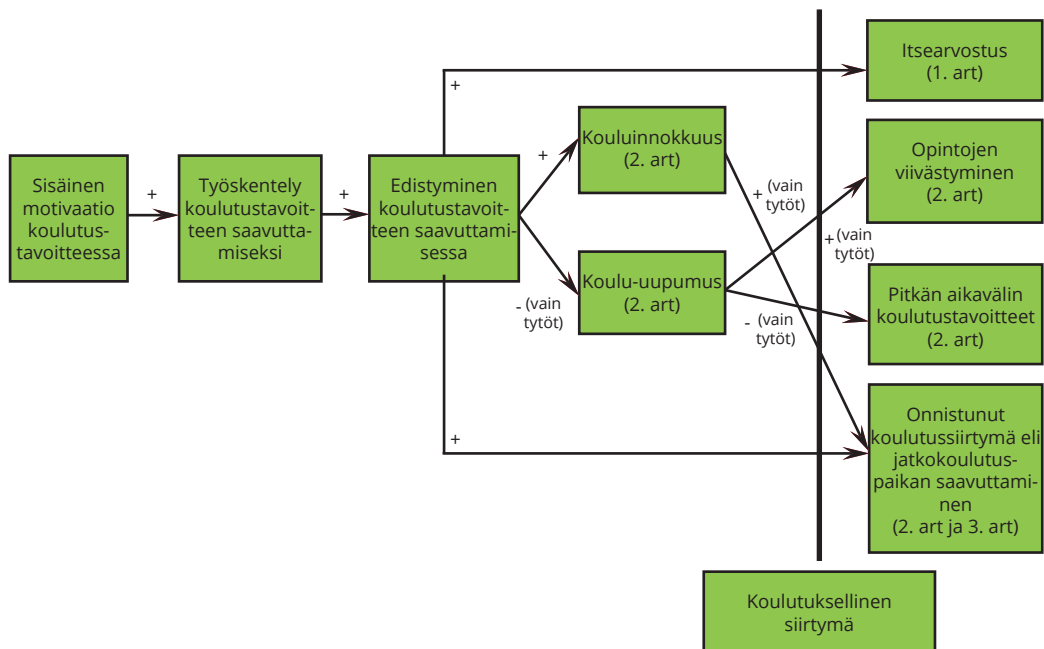 Sisäinen
motivaatio
koulutus-
tavoitteessa
+
Työskentely
koulutustavoit-
teen saavutta-
miseksi
+
Edistyminen
koulutustavoit-
teen saavuttami-
sessa
+
+
- (vain
tytöt)
+
Kouluinnokkuus
(2. art)
Koulu-uupumus
(2. art)
+ (vain
tytöt)
+ (vain
tytöt)
- (vain
tytöt)
Itsearvostus
(1. art)
Opintojen
viivästyminen
(2. art)
Pitkän aikavälin
koulutustavoitteet
(2. art)
Onnistunut
koulutussiirtymä eli
jatkokoulutus-
paikan saavuttami-
nen
(2. art ja 3. art)
Koulutuksellinen
siirtymä